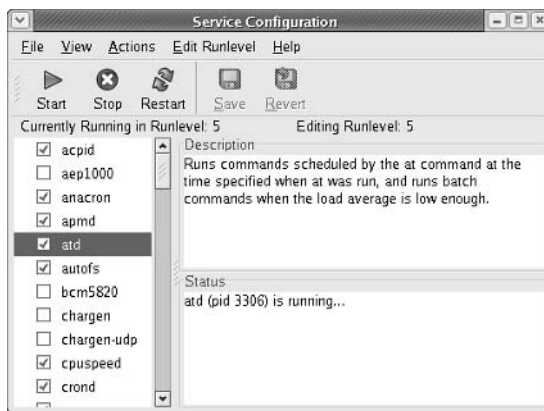 Service Configuration
File View Actions Edit Runlevel Help
Start Stop Restart Save Revert
Currently Running in Runlevel: 5 Editing Runlevel: 5
acpid
aep1000
anacron
apmd
atd
autofs
bcm5820
chargen
chargen-udp
cpuspeed
crond
Description
Runs commands scheduled by the at command at the
time specified when at was run, and runs batch
commands when the load average is low enough.
Status
atd (pid 3306) is running...